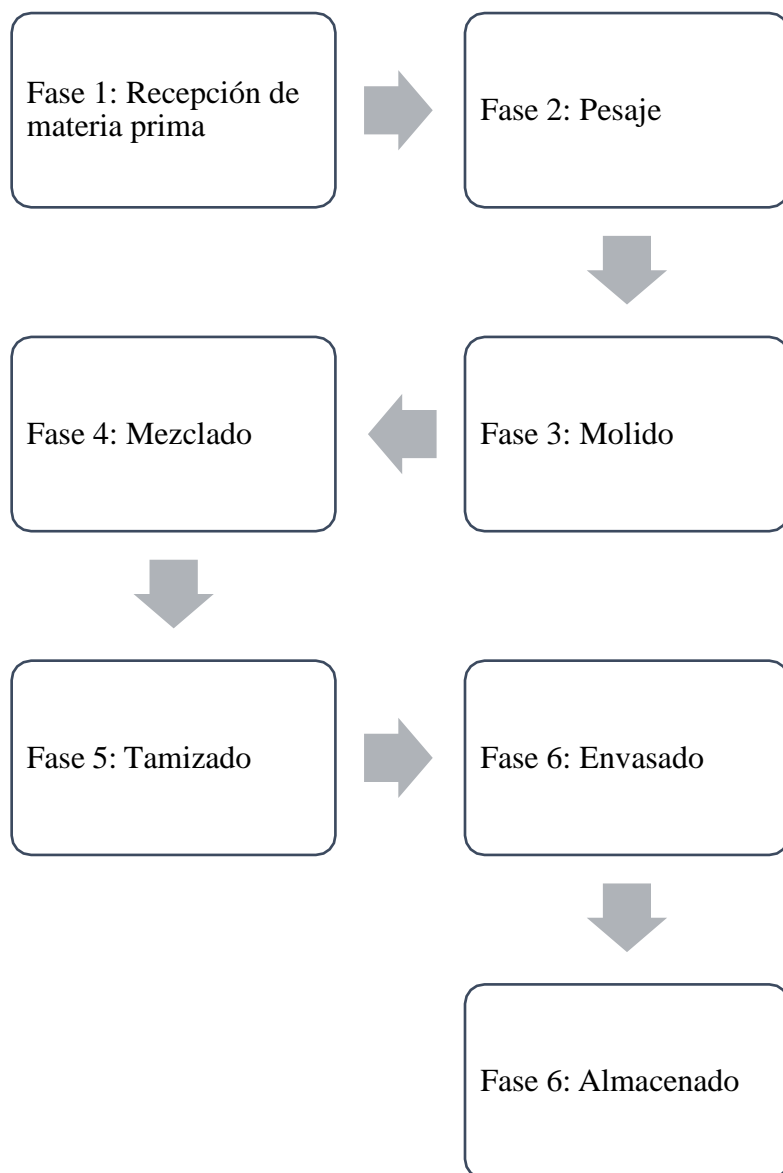 Fase 1: Recepción de
materia prima
Fase 2: Pesaje
Fase 3: Molido
Fase 4: Mezclado
Fase 5: Tamizado
Fase 6: Envasado
Fase 6: Almacenado